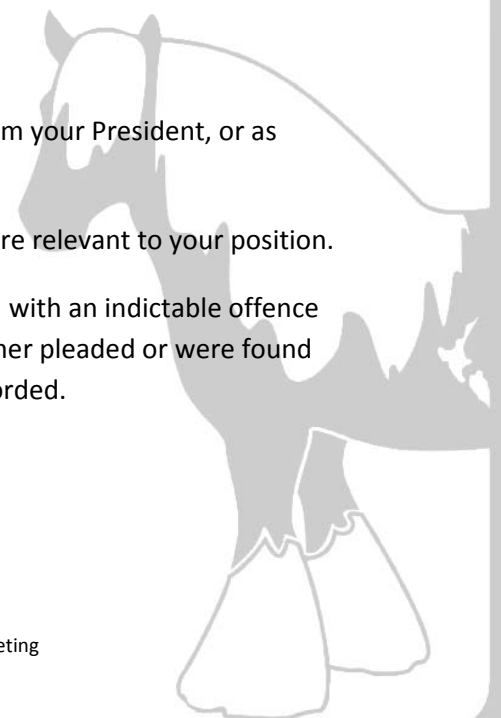 m your President, or as
re relevant to your position.
with an indictable offence
her pleaded or were found
orded.
eting